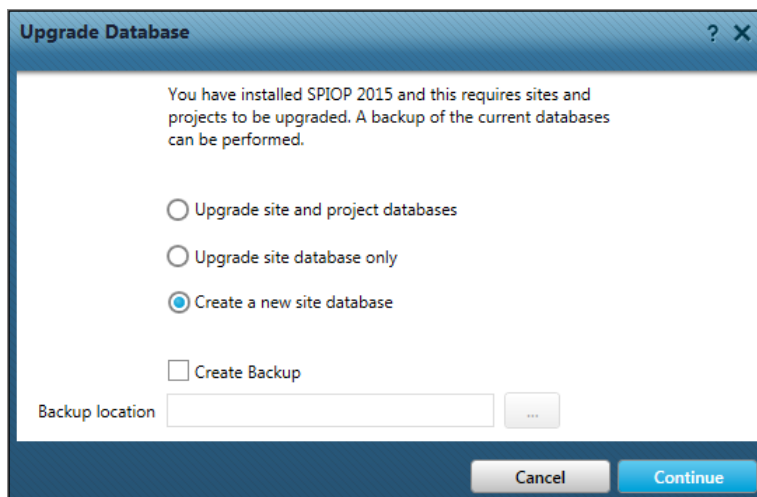 Upgrade Database
? ✕
You have installed SPIOP 2015 and this requires sites and
projects to be upgraded. A backup of the current databases
can be performed.
Upgrade site and project databases
Upgrade site database only
Create a new site database
Create Backup
Backup location
...
Cancel
Continue